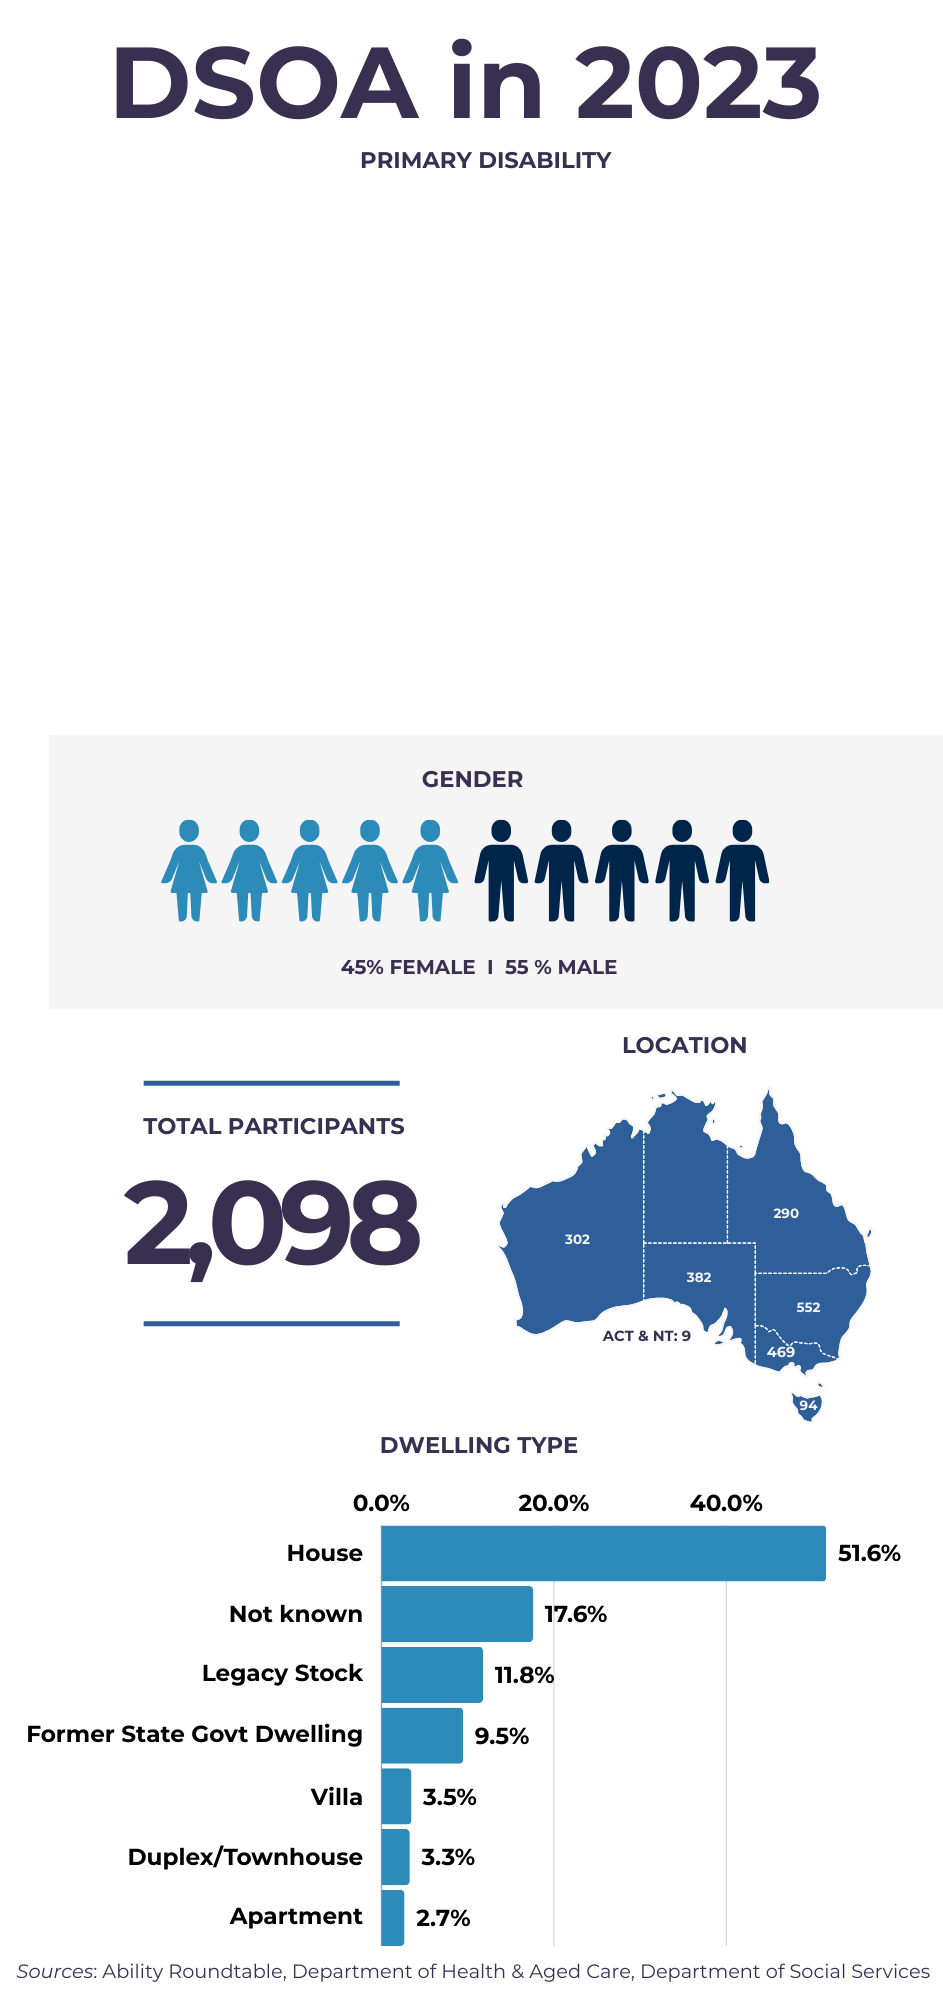 DSOA in 2023
PRIMARY DISABILITY
GENDER
45% FEMALE I 55 % MALE
LOCATION
TOTAL PARTICIPANTS
2,098
290
302
382
552
ACT & NT: 9
469
94
DWELLING TYPE
0.0% 20.0% 40.0%
House 51.6%
Not known 17.6%
Legacy Stock 11.8%
Former State Govt Dwelling 9.5%
Villa 3.5%
Duplex/Townhouse 3.3%
Apartment 2.7%
Sources: Ability Roundtable, Department of Health & Aged Care, Department of Social Services